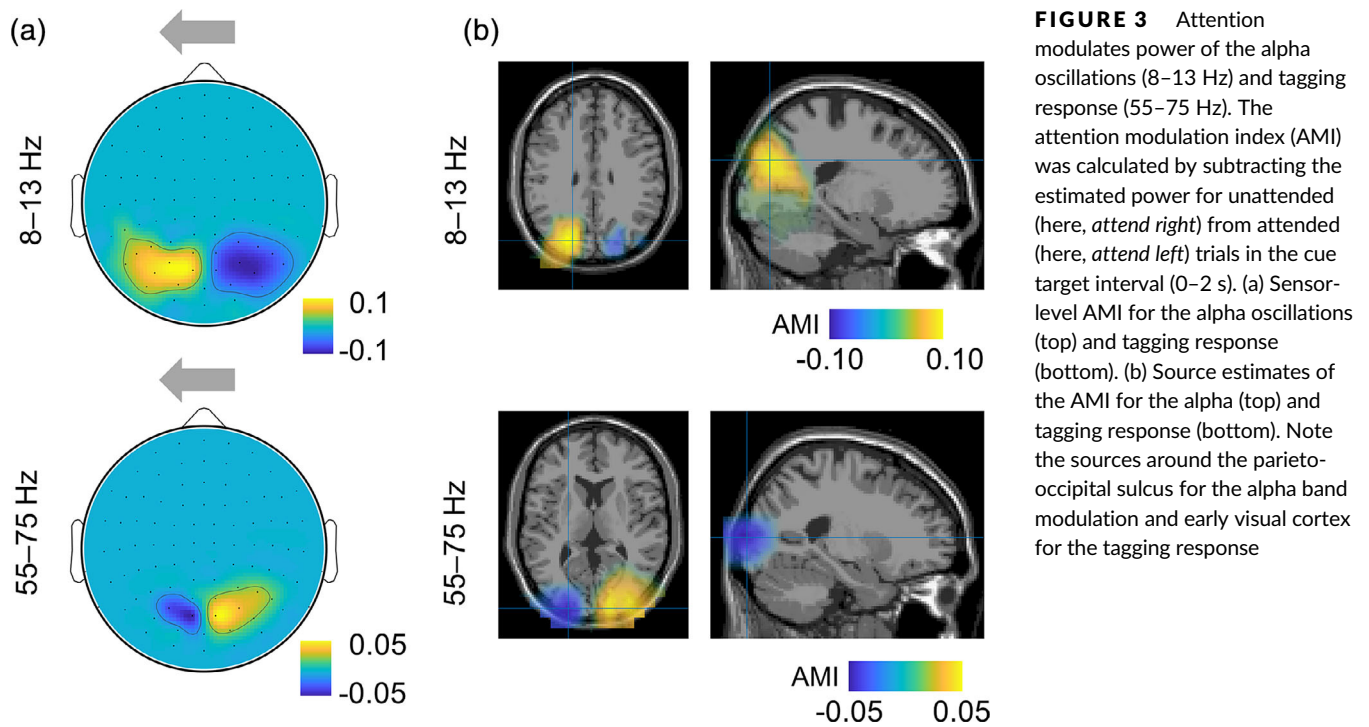 (a)
8–13 Hz
0.1
-0.1
55–75 Hz
0.05
-0.05
(b)
8–13 Hz
AMI
-0.10 0.10
55–75 Hz
AMI
-0.05 0.05
FIGURE 3 Attention
modulates power of the alpha
oscillations (8–13 Hz) and tagging
response (55–75 Hz). The
attention modulation index (AMI)
was calculated by subtracting the
estimated power for unattended
(here, attend right) from attended
(here, attend left) trials in the cue
target interval (0–2 s). (a) Sensor-
level AMI for the alpha oscillations
(top) and tagging response
(bottom). (b) Source estimates of
the AMI for the alpha (top) and
tagging response (bottom). Note
the sources around the parieto-
occipital sulcus for the alpha band
modulation and early visual cortex
for the tagging response